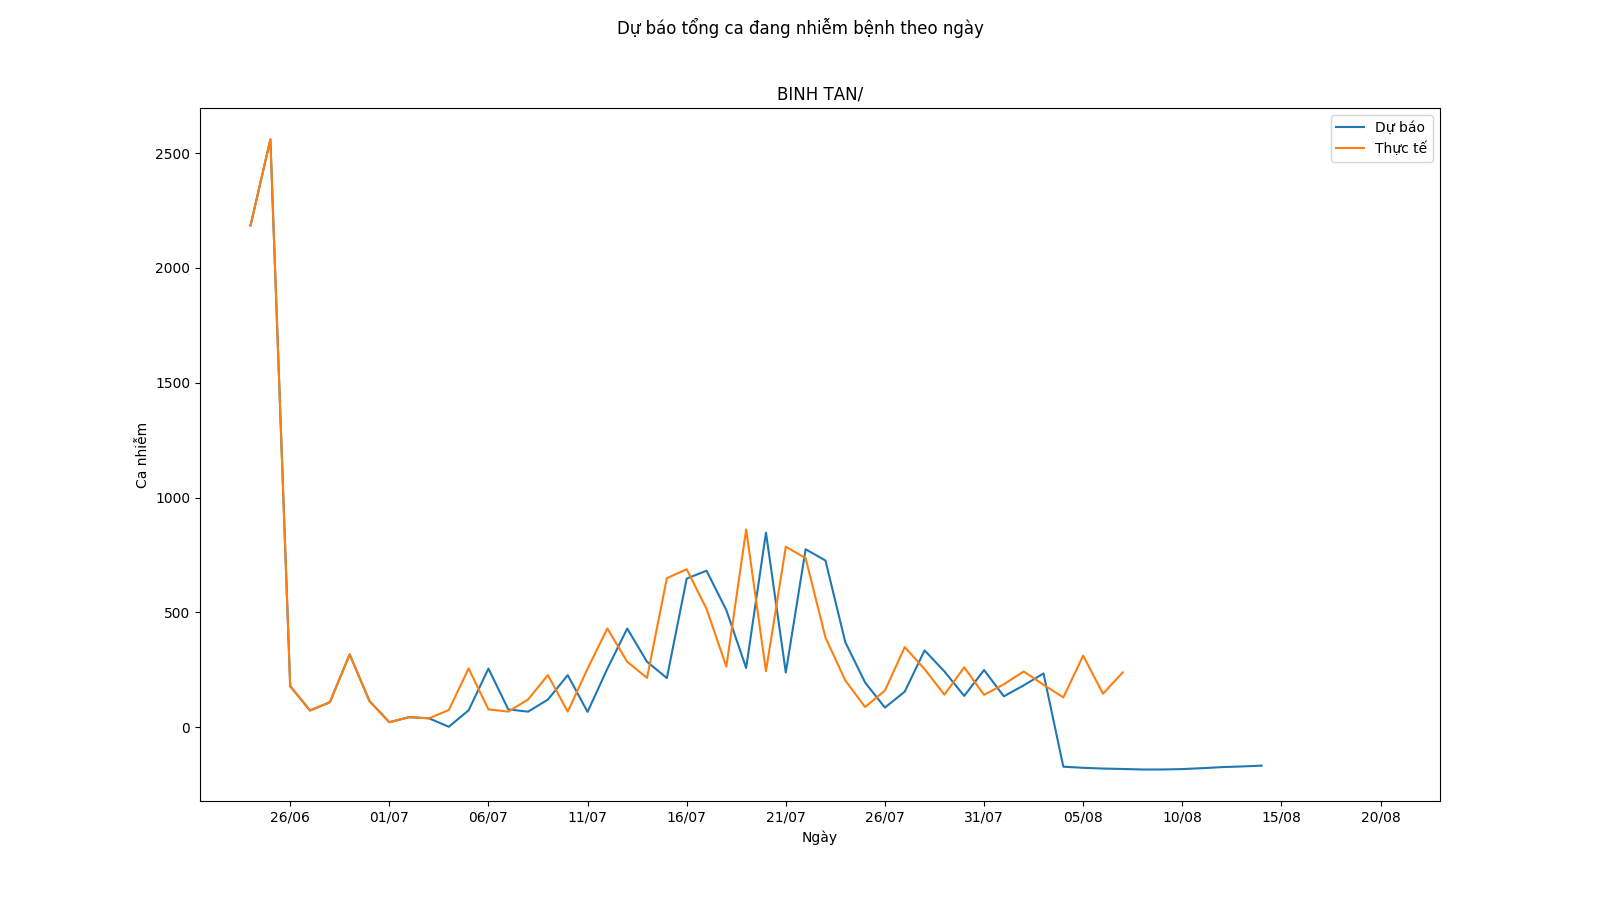 Dự báo tổng ca đang nhiễm bệnh theo ngày
BINH TAN/
Dự báo
Thực tế
2500
2000
1500
1000
500
0
Ca nhiễm
26/06 01/07 06/07 11/07 16/07 21/07 26/07 31/07 05/08 10/08 15/08 20/08
Ngày